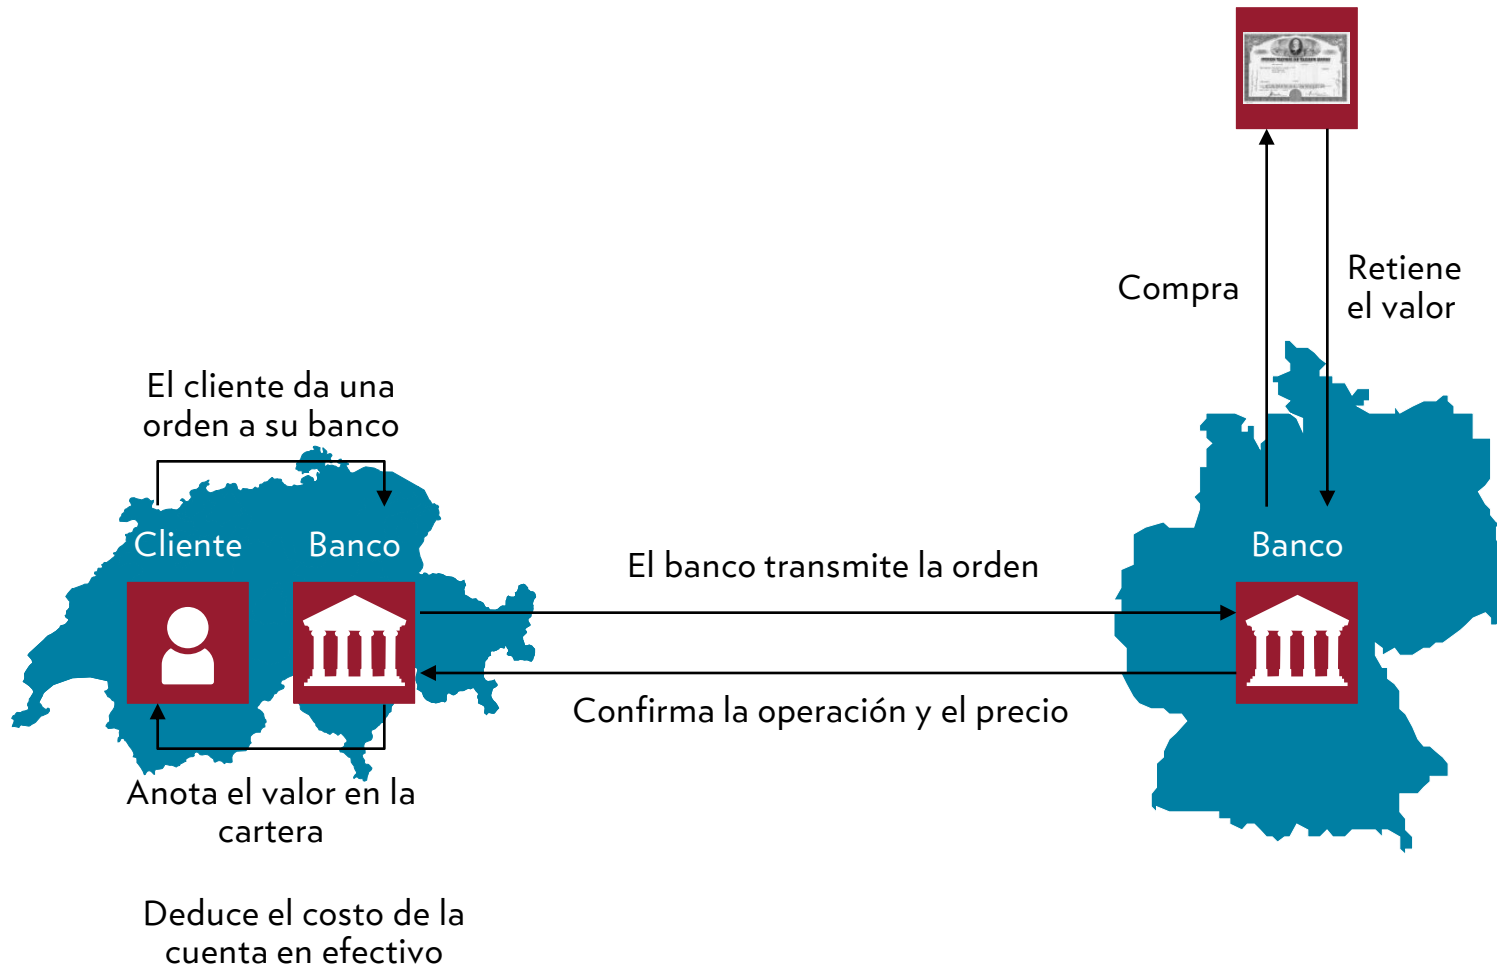 Compra
Retiene
el valor
El cliente da una
orden a su banco
Cliente
Banco
El banco transmite la orden
Banco
Confirma la operación y el precio
Anota el valor en la
cartera
Deduce el costo de la
cuenta en efectivo